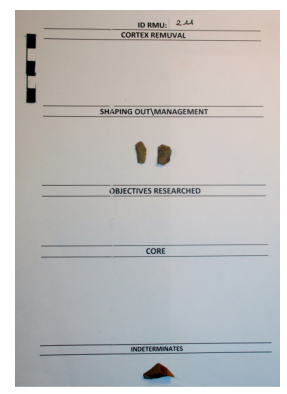 ID RMU:
CORTEX REMUVAL
SHAPING OUT\MANAGEMENT
OBJECTIVES RESEARCHED
CORE
INDETERMINATES